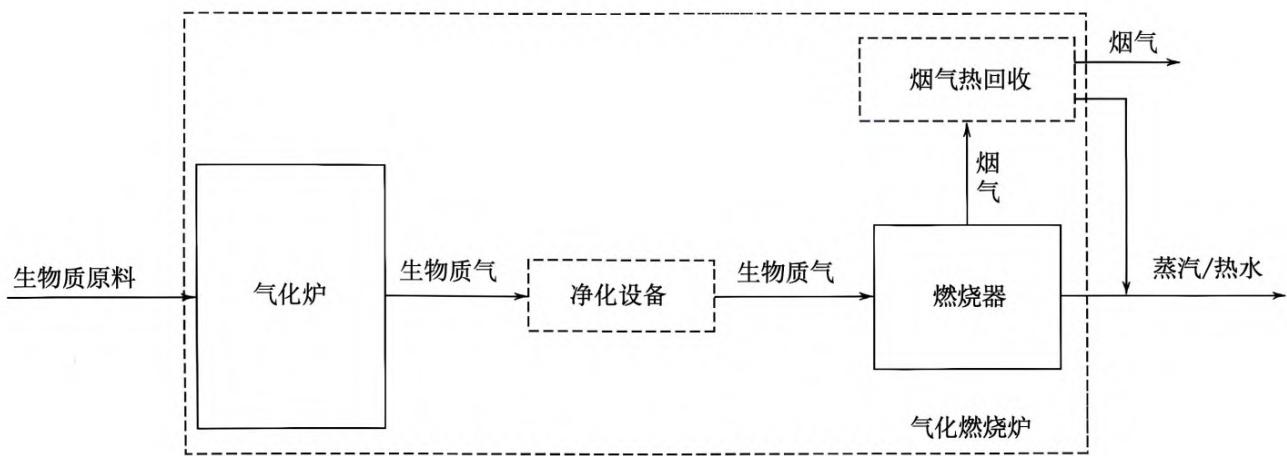 烟气
烟气热回收
烟
气
生物质原料
气化炉
生物质气
净化设备
生物质气
燃烧器
蒸汽/热水
气化燃烧炉